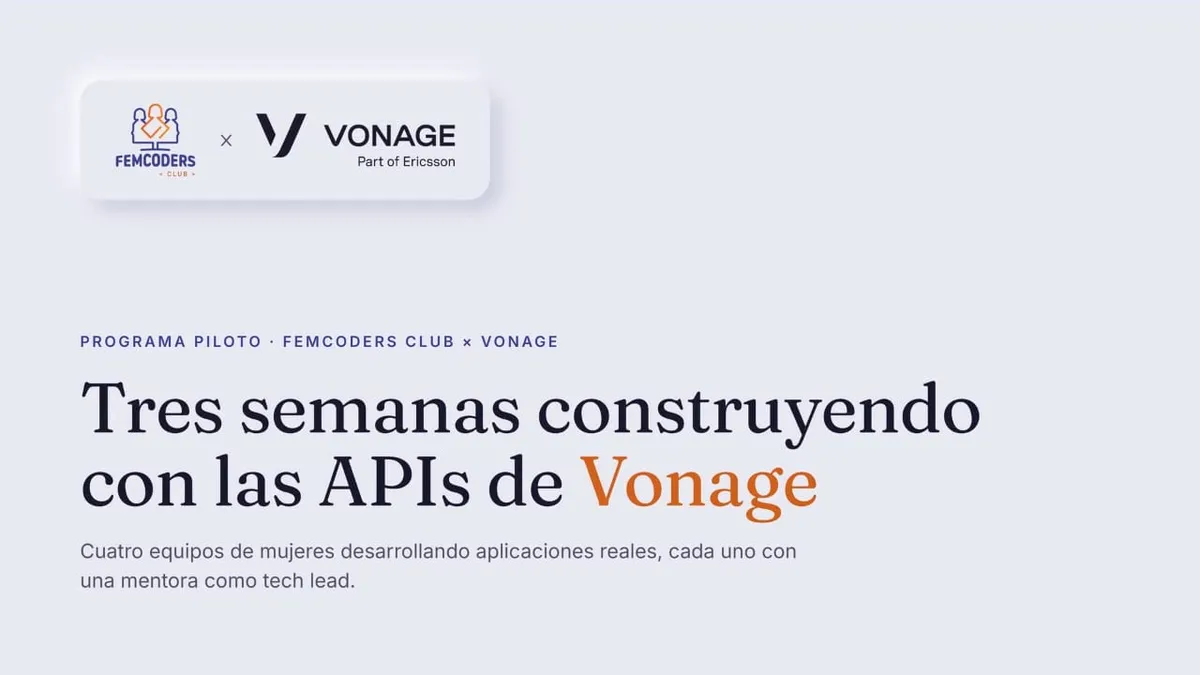 FEMCODERS
CLUB
×
VONAGE
Part of Ericsson
PROGRAMA PILOTO · FEMCODERS CLUB × VONAGE
Tres semanas construyendo
con las APIs de Vonage
Cuatro equipos de mujeres desarrollando aplicaciones reales, cada uno con
una mentora como tech lead.